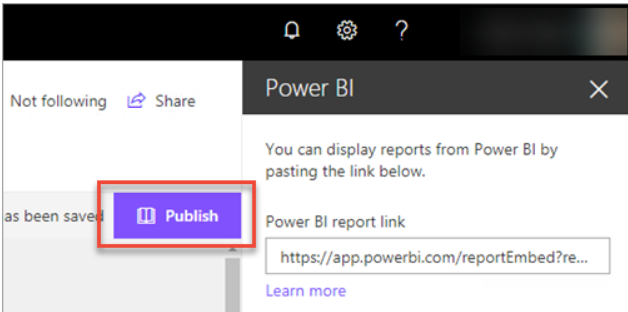 Not following Share
as been saved Publish
Power BI
You can display reports from Power BI by
pasting the link below.
Power BI report link
https://app.powerbi.com/reportEmbed?re...
Learn more